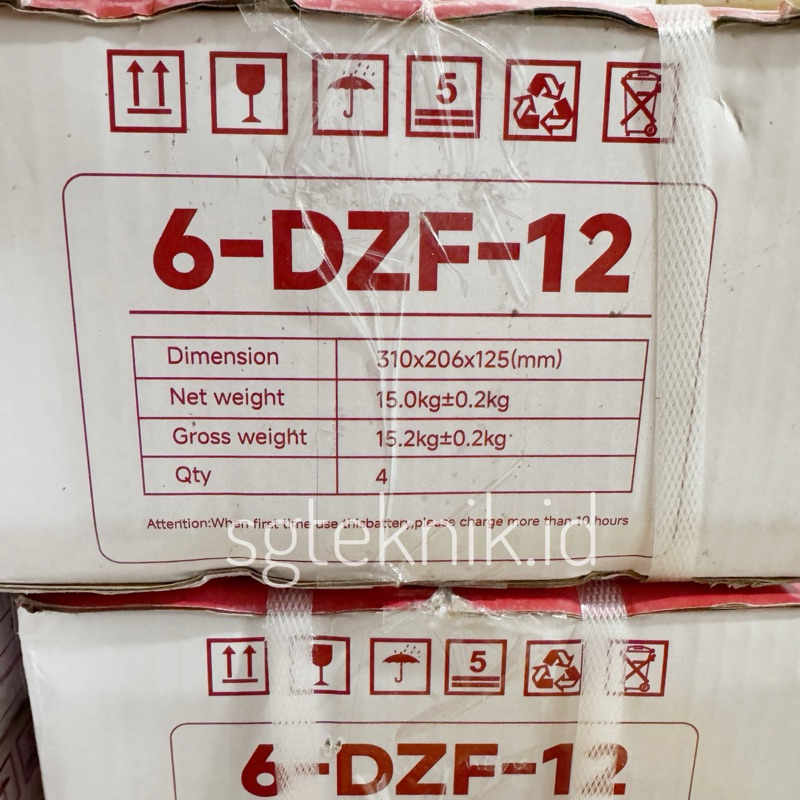 5
6-DZF-12
Dimension 310x206x125(mm)
Net weight 15.0kg±0.2kg
Gross weight 15.2kg±0.2kg
Qty 4
Attention:When first time use thisbattery,please charge more than 10 hours
sgteknik.id
5
6-DZF-12